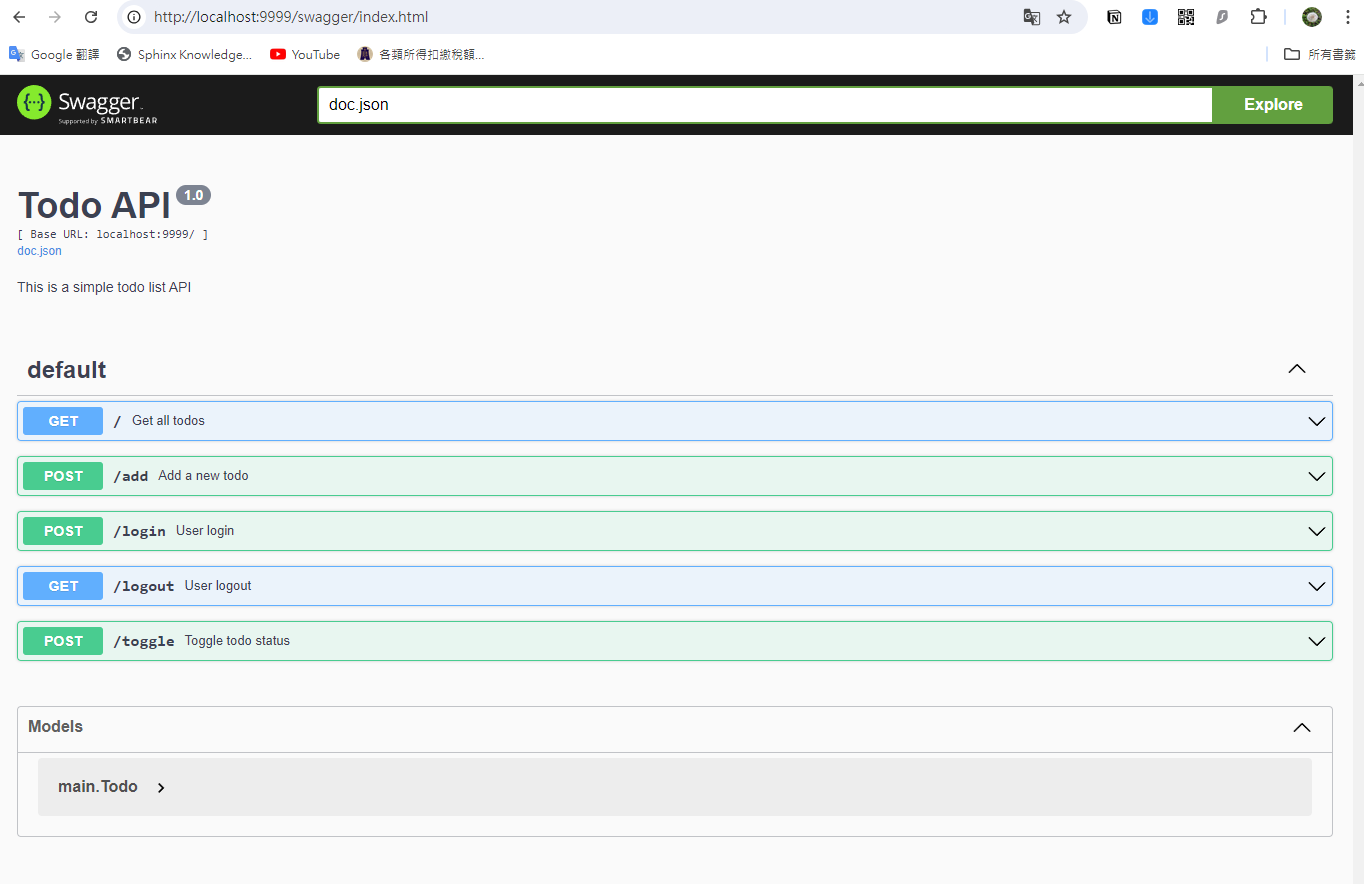 http://localhost:9999/swagger/index.html
Google 翻譯 Sphinx Knowledge... YouTube 各類所得扣繳稅額... 所有書籤
Swagger
Supported by SMARTBEAR
doc.json Explore
Todo API 1.0
[ Base URL: localhost:9999/ ]
doc.json
This is a simple todo list API
default
GET / Get all todos
POST /add Add a new todo
POST /login User login
GET /logout User logout
POST /toggle Toggle todo status
Models
main.Todo